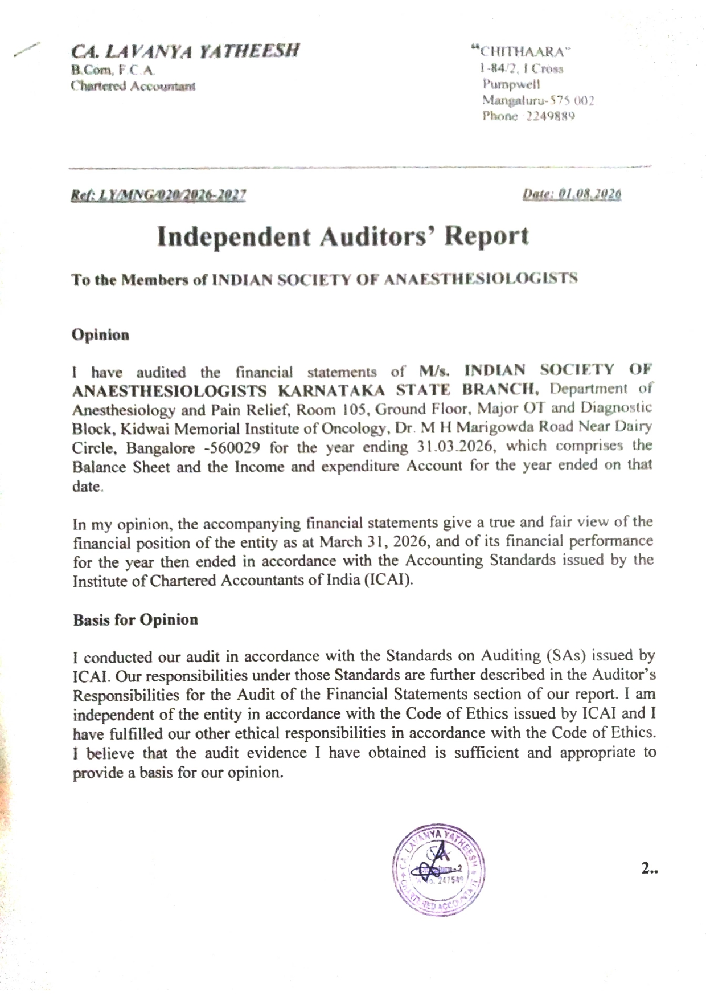 CA. LAVANYA YATHEESH
B.Com, F.C.A.
Chartered Accountant
"CHITHAARA"
1-84/2, I Cross
Pumpwell
Mangaluru-575 002
Phone 2249889
Ref: LY/MNG/020/2026-2027
Date: 01.08.2026
Independent Auditors' Report
To the Members of INDIAN SOCIETY OF ANAESTHESIOLOGISTS
Opinion
I have audited the financial statements of M/s. INDIAN SOCIETY OF
ANAESTHESIOLOGISTS KARNATAKA STATE BRANCH, Department of
Anesthesiology and Pain Relief, Room 105, Ground Floor, Major OT and Diagnostic
Block, Kidwai Memorial Institute of Oncology, Dr. M H Marigowda Road Near Dairy
Circle, Bangalore -560029 for the year ending 31.03.2026, which comprises the
Balance Sheet and the Income and expenditure Account for the year ended on that
date.
In my opinion, the accompanying financial statements give a true and fair view of the
financial position of the entity as at March 31, 2026, and of its financial performance
for the year then ended in accordance with the Accounting Standards issued by the
Institute of Chartered Accountants of India (ICAI).
Basis for Opinion
I conducted our audit in accordance with the Standards on Auditing (SAs) issued by
ICAI. Our responsibilities under those Standards are further described in the Auditor's
Responsibilities for the Audit of the Financial Statements section of our report. I am
independent of the entity in accordance with the Code of Ethics issued by ICAI and I
have fulfilled our other ethical responsibilities in accordance with the Code of Ethics.
I believe that the audit evidence I have obtained is sufficient and appropriate to
provide a basis for our opinion.
CA. LAVANYA YATHEESH
CHARTERED ACCOUNTANT
247549
2..